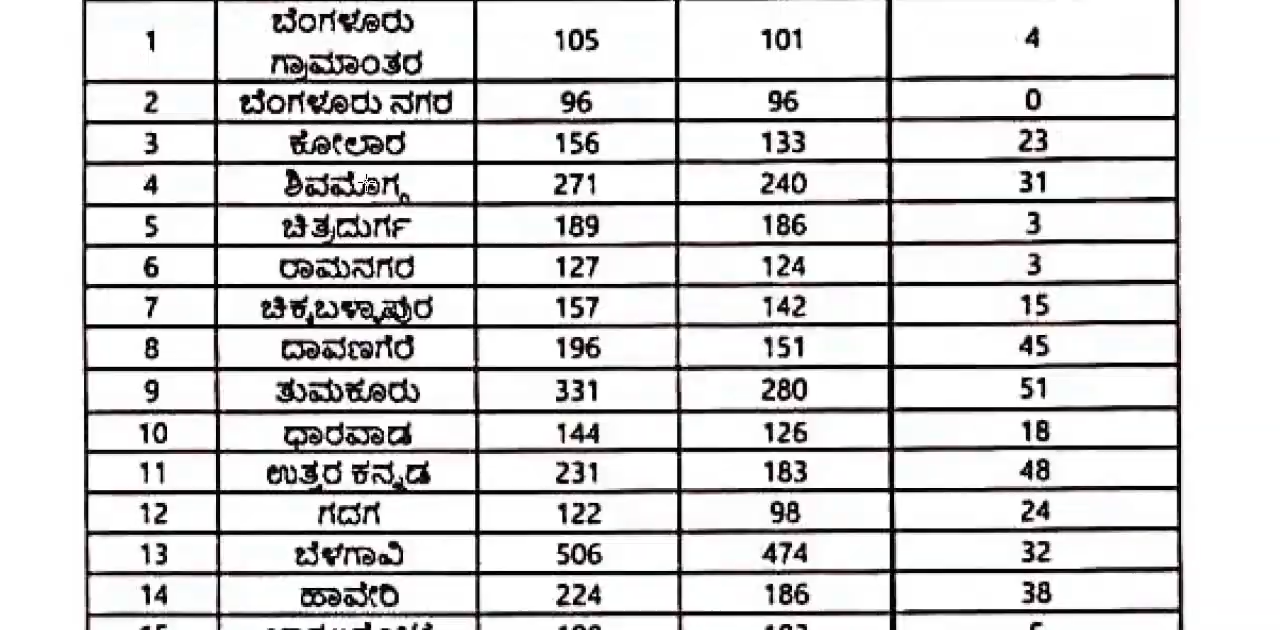 1 ಬೆಂಗಳೂರು ಗ್ರಾಮಾಂತರ 105 101 4
2 ಬೆಂಗಳೂರು ನಗರ 96 96 0
3 ಕೋಲಾರ 156 133 23
4 ಶಿವಮೊಗ್ಗ 271 240 31
5 ಚಿತ್ರದುರ್ಗ 189 186 3
6 ರಾಮನಗರ 127 124 3
7 ಚಿಕ್ಕಬಳ್ಳಾಪುರ 157 142 15
8 ದಾವಣಗೆರೆ 196 151 45
9 ತುಮಕೂರು 331 280 51
10 ಧಾರವಾಡ 144 126 18
11 ಉತ್ತರ ಕನ್ನಡ 231 183 48
12 ಗದಗ 122 98 24
13 ಬೆಳಗಾವಿ 506 474 32
14 ಹಾವೇರಿ 224 186 38